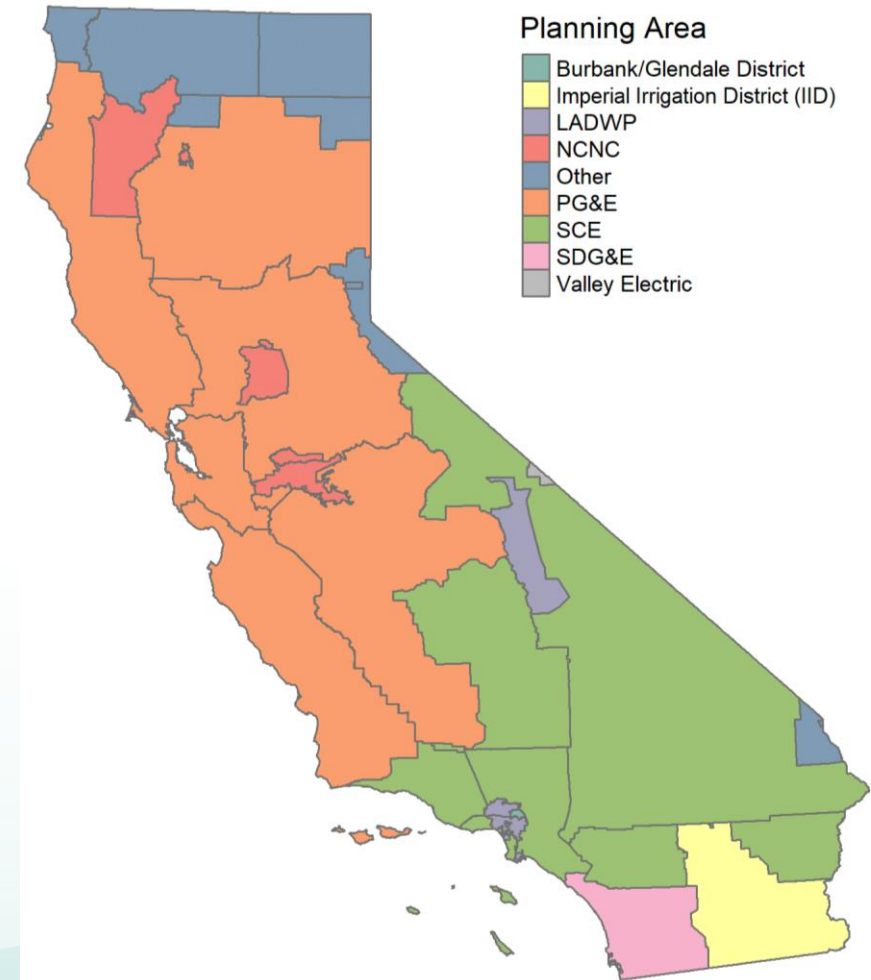 Planning Area
Burbank/Glendale District
Imperial Irrigation District (IID)
LADWP
NCNC
Other
PG&E
SCE
SDG&E
Valley Electric